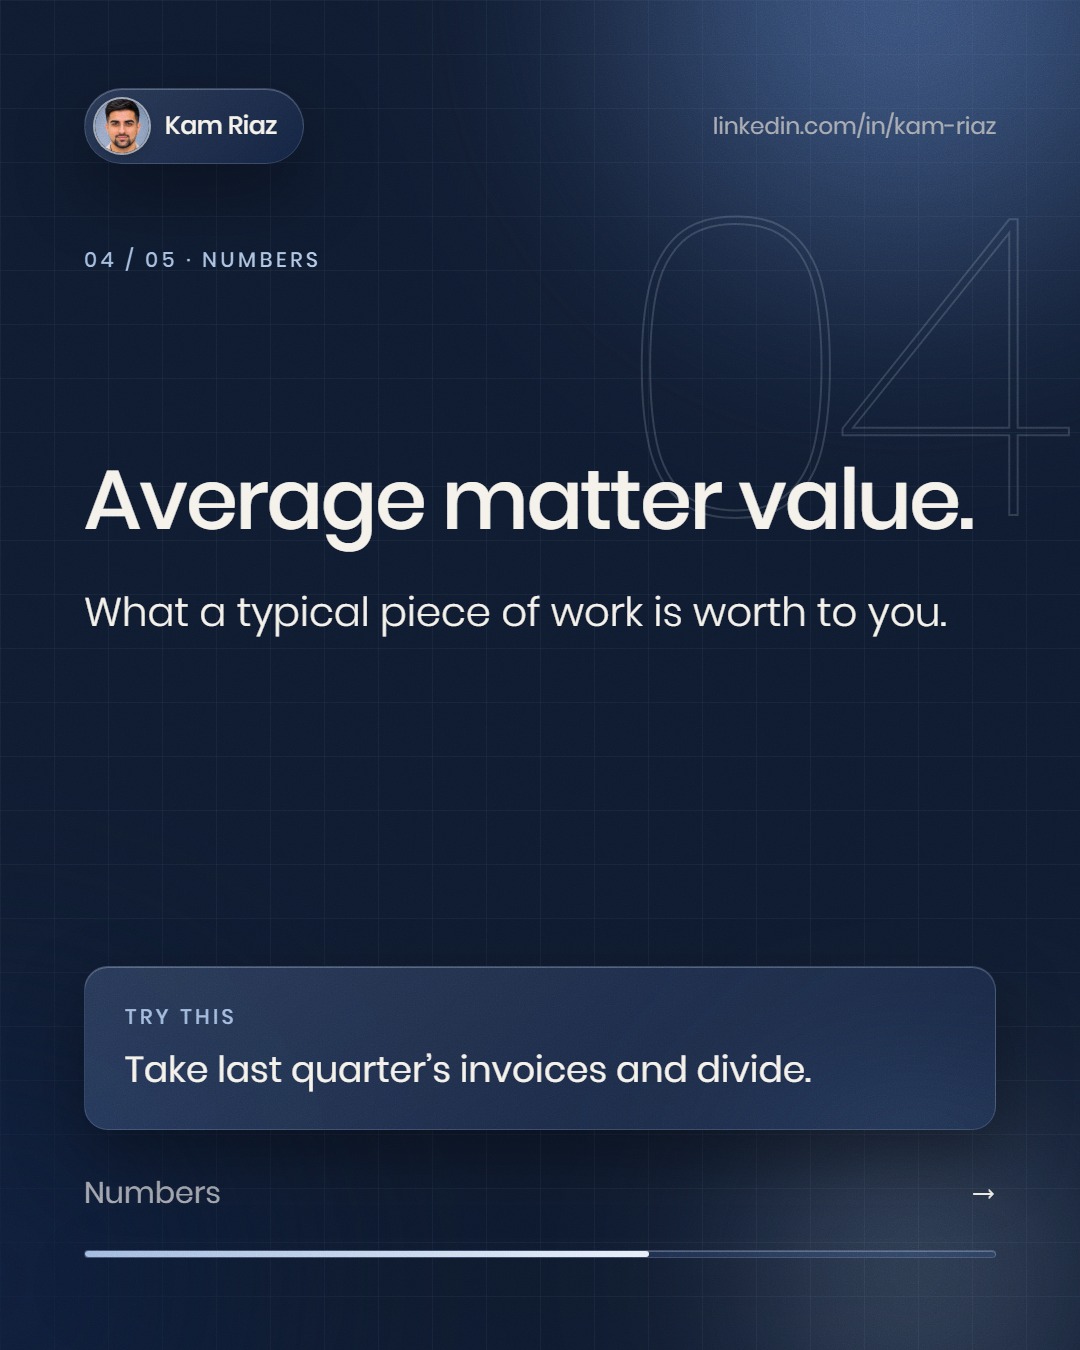 Kam Riaz
linkedin.com/in/kam-riaz
04 / 05 · NUMBERS
04
Average matter value.
What a typical piece of work is worth to you.
TRY THIS
Take last quarter’s invoices and divide.
Numbers →